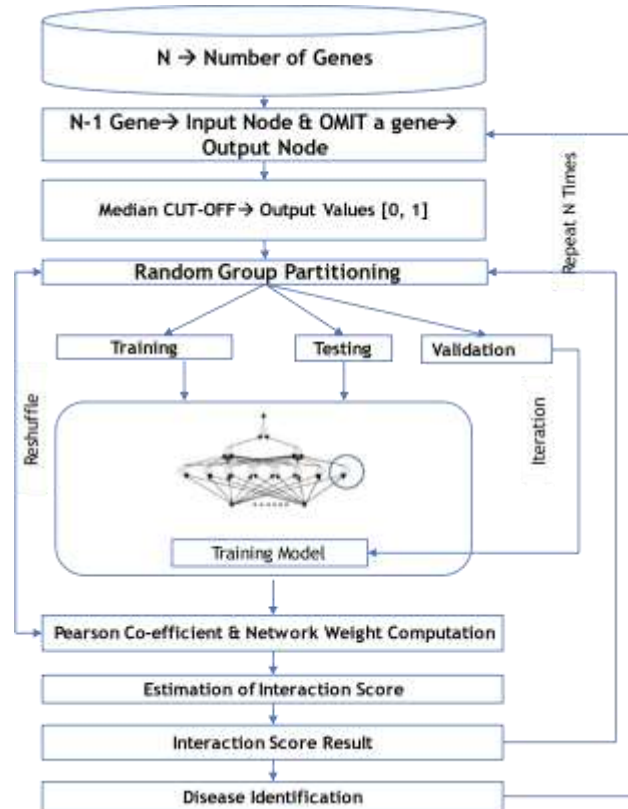 N → Number of Genes
N-1 Gene→ Input Node & OMIT a gene→
Output Node
Median CUT-OFF→ Output Values [0, 1]
Repeat N Times
Random Group Partitioning
Training
Testing
Validation
Reshuffle
Iteration
Training Model
Pearson Co-efficient & Network Weight Computation
Estimation of Interaction Score
Interaction Score Result
Disease Identification